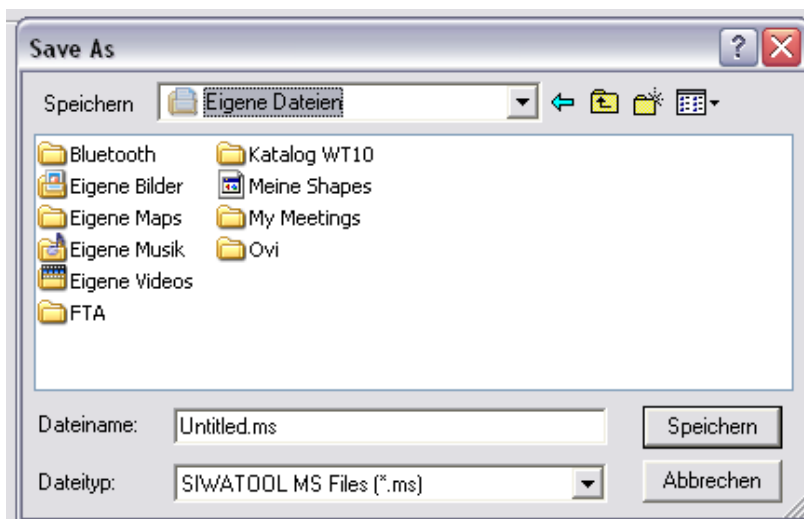 Save As
Speichern Eigene Dateien
Bluetooth Katalog WT10
Eigene Bilder Meine Shapes
Eigene Maps My Meetings
Eigene Musik Ovi
Eigene Videos
FTA
Dateiname: Untitled.ms Speichern
Dateityp: SIWATOOL MS Files (*.ms) Abbrechen